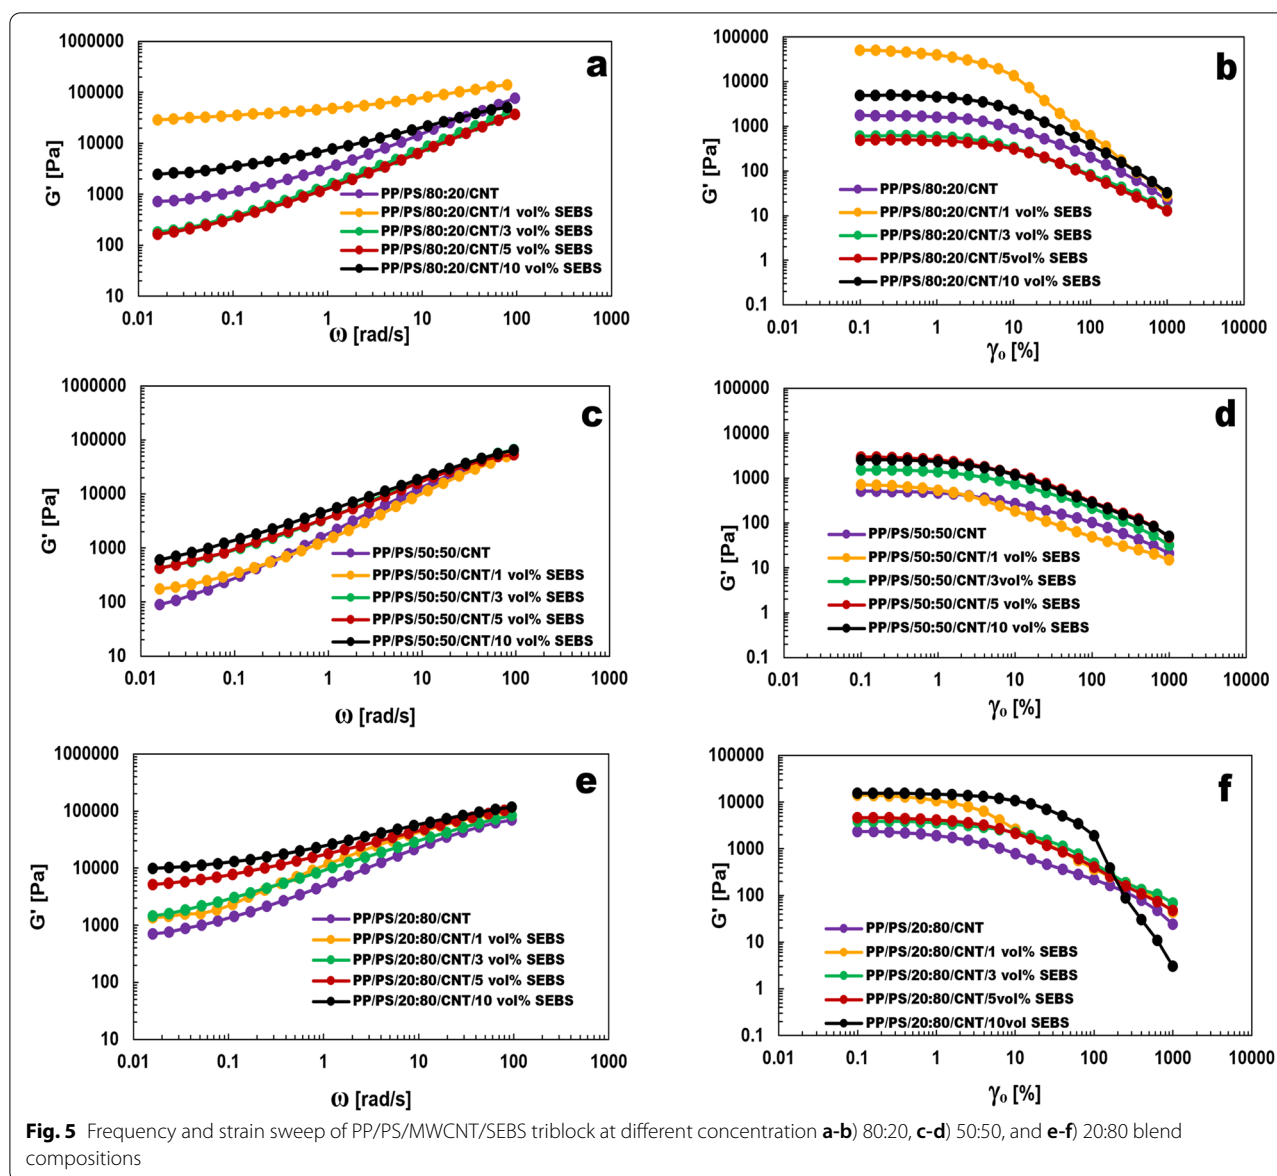 a
G' [Pa]
1000000
100000
10000
1000
100
10
PP/PS/80:20/CNT
PP/PS/80:20/CNT/1 vol% SEBS
PP/PS/80:20/CNT/3 vol% SEBS
PP/PS/80:20/CNT/5 vol% SEBS
PP/PS/80:20/CNT/10 vol% SEBS
0.01 0.1 1 10 100 1000
ω [rad/s]
b
G' [Pa]
100000
10000
1000
100
10
1
0.1
PP/PS/80:20/CNT
PP/PS/80:20/CNT/1 vol% SEBS
PP/PS/80:20/CNT/3 vol% SEBS
PP/PS/80:20/CNT/5vol% SEBS
PP/PS/80:20/CNT/10 vol% SEBS
0.01 0.1 1 10 100 1000 10000
γ₀ [%]
c
G' [Pa]
1000000
100000
10000
1000
100
10
PP/PS/50:50/CNT
PP/PS/50:50/CNT/1 vol% SEBS
PP/PS/50:50/CNT/3 vol% SEBS
PP/PS/50:50/CNT/5 vol% SEBS
PP/PS/50:50/CNT/10 vol% SEBS
0.01 0.1 1 10 100 1000
ω [rad/s]
d
G' [Pa]
100000
10000
1000
100
10
1
0.1
PP/PS/50:50/CNT
PP/PS/50:50/CNT/1 vol% SEBS
PP/PS/50:50/CNT/3vol% SEBS
PP/PS/50:50/CNT/5 vol% SEBS
PP/PS/50:50/CNT/10 vol% SEBS
0.01 0.1 1 10 100 1000 10000
γ₀ [%]
e
G' [Pa]
1000000
100000
10000
1000
100
10
PP/PS/20:80/CNT
PP/PS/20:80/CNT/1 vol% SEBS
PP/PS/20:80/CNT/3 vol% SEBS
PP/PS/20:80/CNT/5 vol% SEBS
PP/PS/20:80/CNT/10 vol% SEBS
0.01 0.1 1 10 100 1000
ω [rad/s]
f
G' [Pa]
100000
10000
1000
100
10
1
0.1
PP/PS/20:80/CNT
PP/PS/20:80/CNT/1 vol% SEBS
PP/PS/20:80/CNT/3 vol% SEBS
PP/PS/20:80/CNT/5vol% SEBS
PP/PS/20:80/CNT/10vol SEBS
0.01 0.1 1 10 100 1000 10000
γ₀ [%]
Fig. 5 Frequency and strain sweep of PP/PS/MWCNT/SEBS triblock at different concentration a-b) 80:20, c-d) 50:50, and e-f) 20:80 blend
compositions